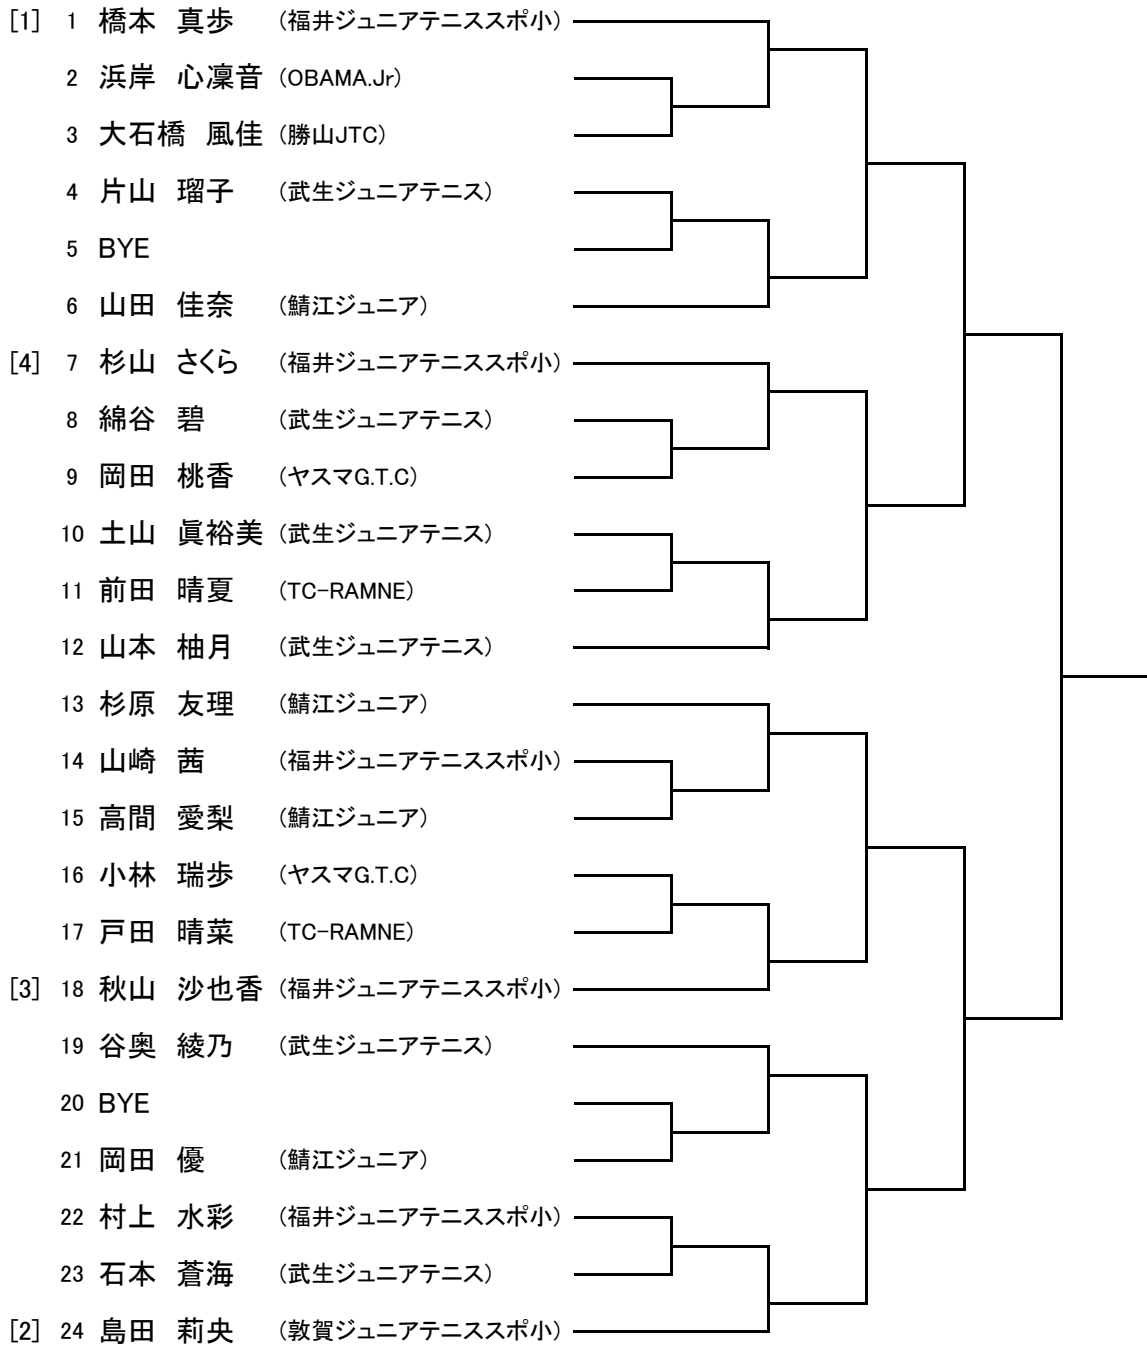 [1] 1 橋本 真歩 (福井ジュニアテニススポ小)
2 浜岸 心凜音 (OBAMA.Jr)
3 大石橋 風佳 (勝山JTC)
4 片山 瑠子 (武生ジュニアテニス)
5 BYE
6 山田 佳奈 (鯖江ジュニア)
[4] 7 杉山 さくら (福井ジュニアテニススポ小)
8 綿谷 碧 (武生ジュニアテニス)
9 岡田 桃香 (ヤスマG.T.C)
10 土山 眞裕美 (武生ジュニアテニス)
11 前田 晴夏 (TC-RAMNE)
12 山本 柚月 (武生ジュニアテニス)
13 杉原 友理 (鯖江ジュニア)
14 山崎 茜 (福井ジュニアテニススポ小)
15 高間 愛梨 (鯖江ジュニア)
16 小林 瑞歩 (ヤスマG.T.C)
17 戸田 晴菜 (TC-RAMNE)
[3] 18 秋山 沙也香 (福井ジュニアテニススポ小)
19 谷奥 綾乃 (武生ジュニアテニス)
20 BYE
21 岡田 優 (鯖江ジュニア)
22 村上 水彩 (福井ジュニアテニススポ小)
23 石本 蒼海 (武生ジュニアテニス)
[2] 24 島田 莉央 (敦賀ジュニアテニススポ小)